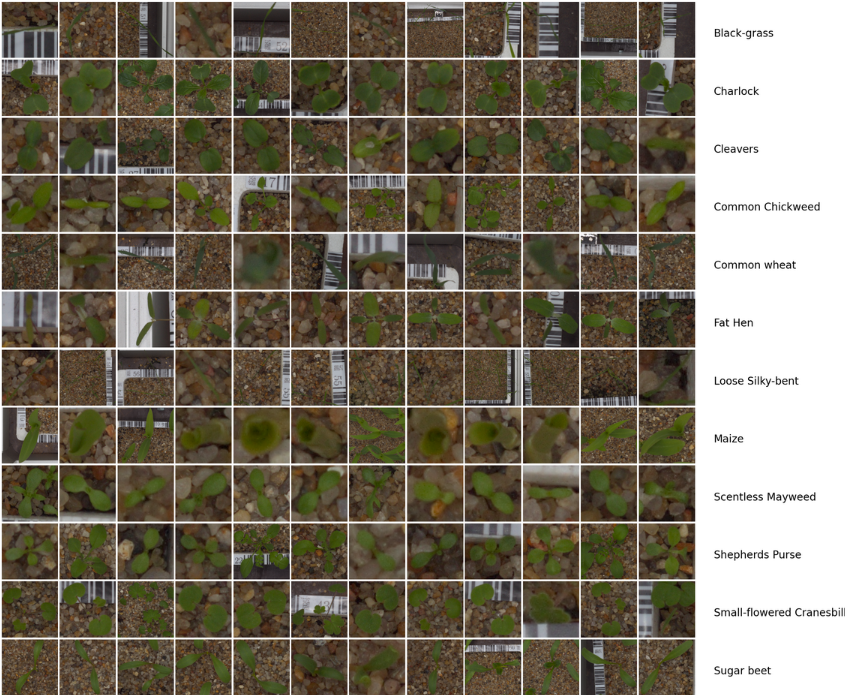 Black-grass
Charlock
Cleavers
Common Chickweed
Common wheat
Fat Hen
Loose Silky-bent
Maize
Scentless Mayweed
Shepherds Purse
Small-flowered Cranesbill
Sugar beet